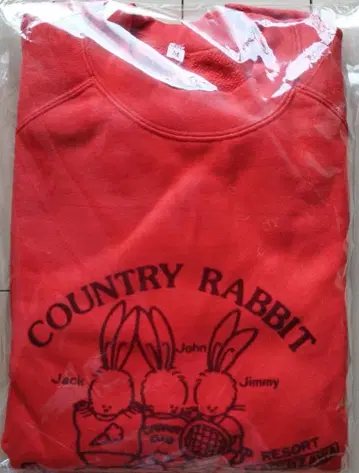 COUNTRY RABBIT
John
Jack
Jimmy
RESORT